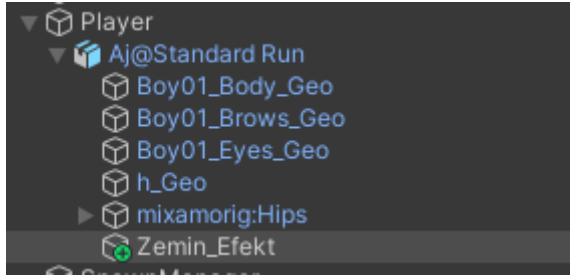 Player
Aj@Standard Run
Boy01_Body_Geo
Boy01_Brows_Geo
Boy01_Eyes_Geo
h_Geo
mixamorig:Hips
Zemin_Efekt